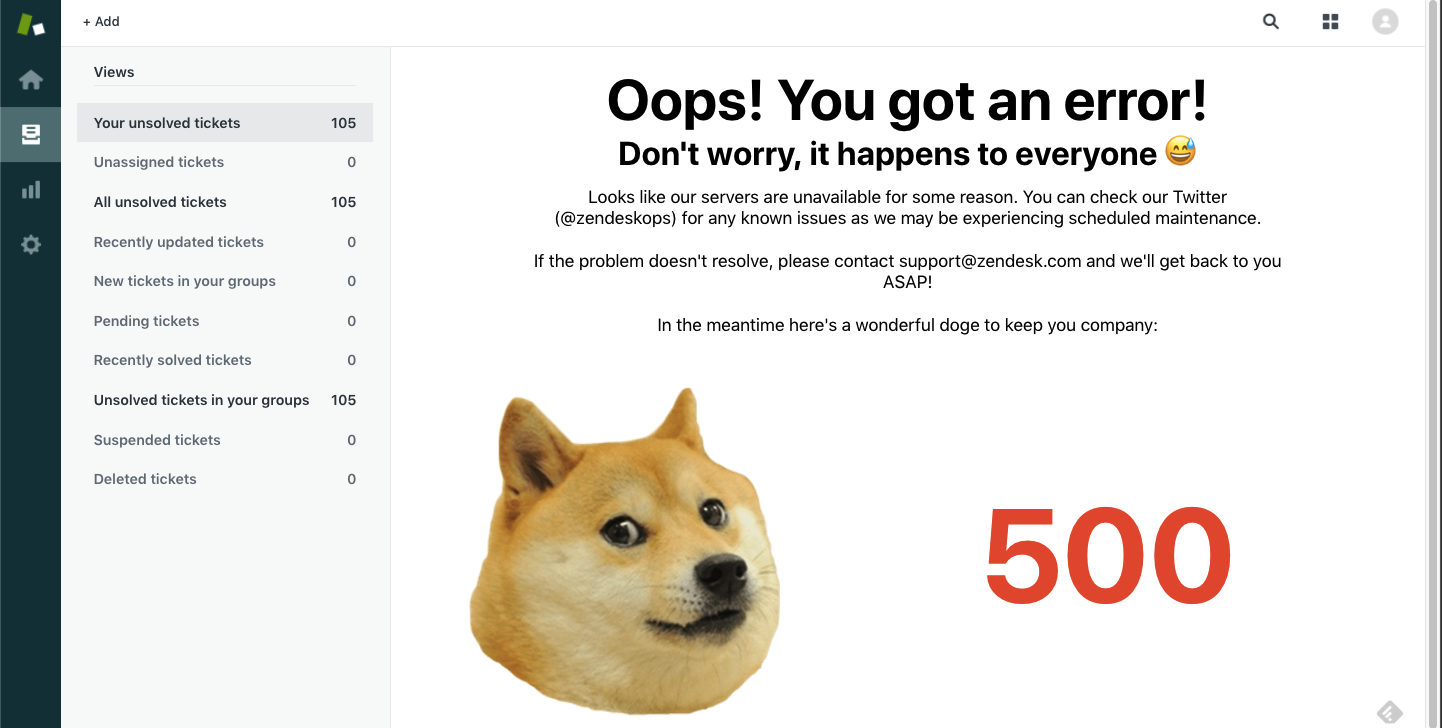 + Add
Views
Your unsolved tickets 105
Unassigned tickets 0
All unsolved tickets 105
Recently updated tickets 0
New tickets in your groups 0
Pending tickets 0
Recently solved tickets 0
Unsolved tickets in your groups 105
Suspended tickets 0
Deleted tickets 0
Oops! You got an error!
Don't worry, it happens to everyone 😅
Looks like our servers are unavailable for some reason. You can check our Twitter
(@zendeskops) for any known issues as we may be experiencing scheduled maintenance.
If the problem doesn't resolve, please contact support@zendesk.com and we'll get back to you
ASAP!
In the meantime here's a wonderful doge to keep you company:
500